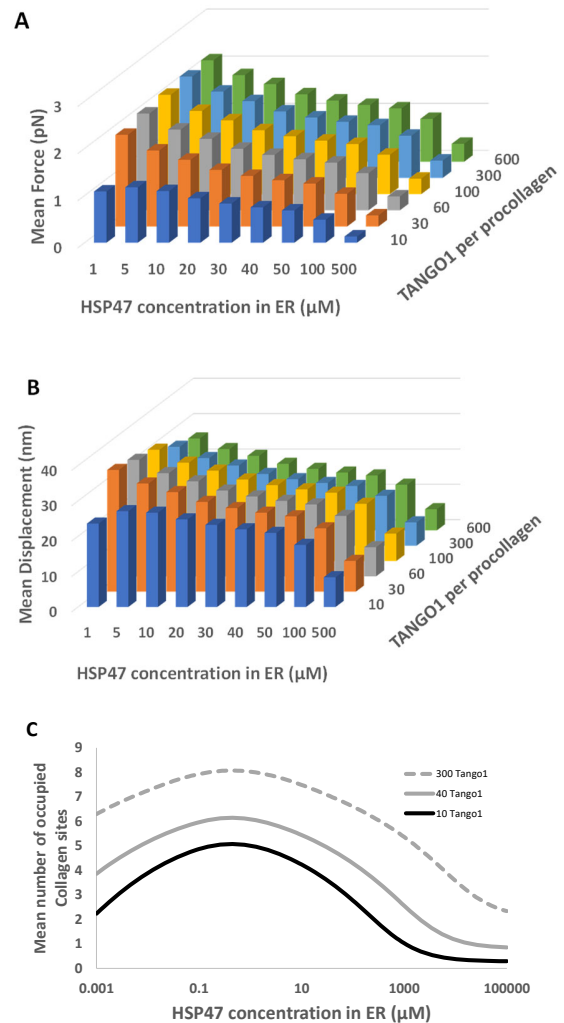 A
Mean Force (pN)
3
2
1
0
1 5 10 20 30 40 50 100 500
HSP47 concentration in ER (µM)
10
30
60
100
300
600
TANGO1 per procollagen
B
Mean Displacement (nm)
40
30
20
10
0
1 5 10 20 30 40 50 100 500
HSP47 concentration in ER (µM)
10
30
60
100
300
600
TANGO1 per procollagen
C
Mean number of occupied
Collagen sites
9
8
7
6
5
4
3
2
1
0
300 Tango1
40 Tango1
10 Tango1
0.001 0.1 10 1000 100000
HSP47 concentration in ER (µM)